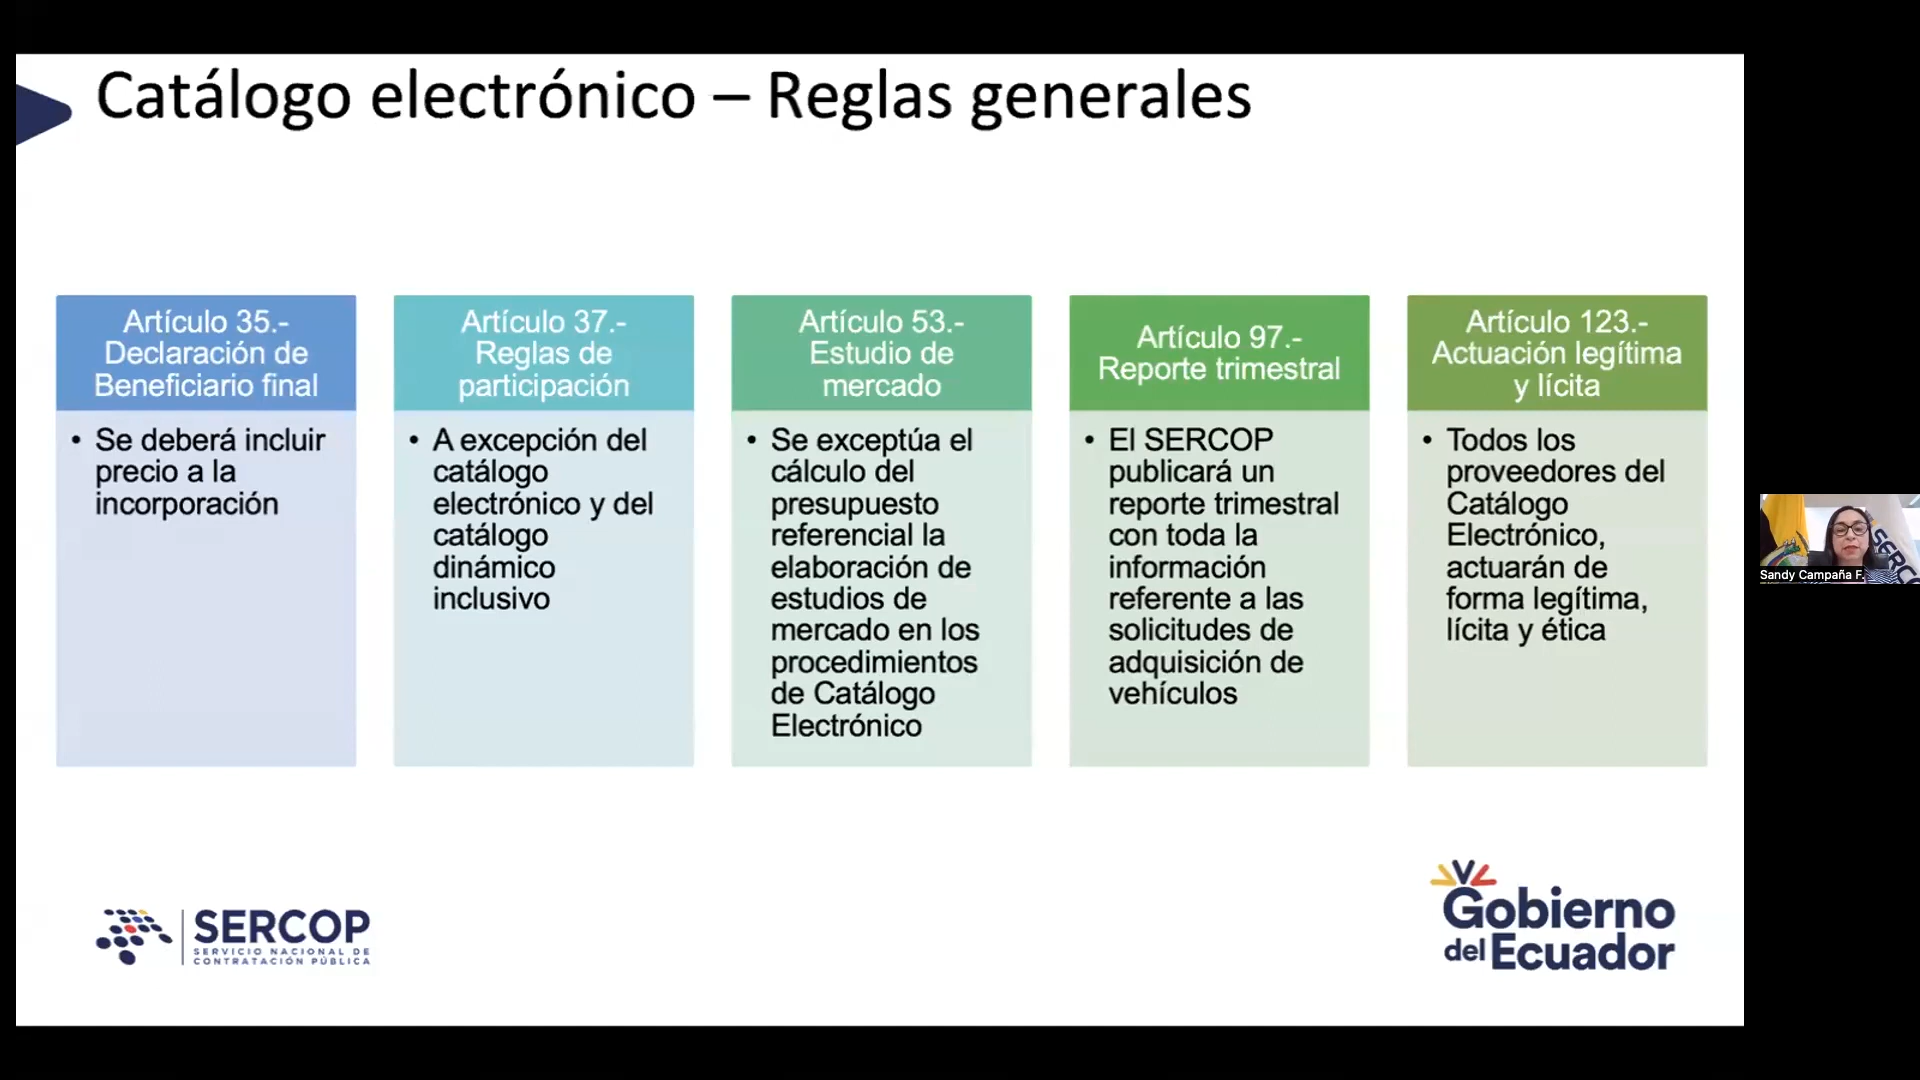 Catálogo electrónico – Reglas generales
Artículo 35.-
Declaración de
Beneficiario final
• Se deberá incluir
precio a la
incorporación
Artículo 37.-
Reglas de
participación
• A excepción del
catálogo
electrónico y del
catálogo
dinámico
inclusivo
Artículo 53.-
Estudio de
mercado
• Se exceptúa el
cálculo del
presupuesto
referencial la
elaboración de
estudios de
mercado en los
procedimientos
de Catálogo
Electrónico
Artículo 97.-
Reporte trimestral
• El SERCOP
publicará un
reporte trimestral
con toda la
información
referente a las
solicitudes de
adquisición de
vehículos
Artículo 123.-
Actuación legítima
y lícita
• Todos los
proveedores del
Catálogo
Electrónico,
actuarán de
forma legítima,
lícita y ética
SERCOP
SERVICIO NACIONAL DE
CONTRATACIÓN PÚBLICA
Gobierno
del Ecuador
SERC
Sandy Campaña F.